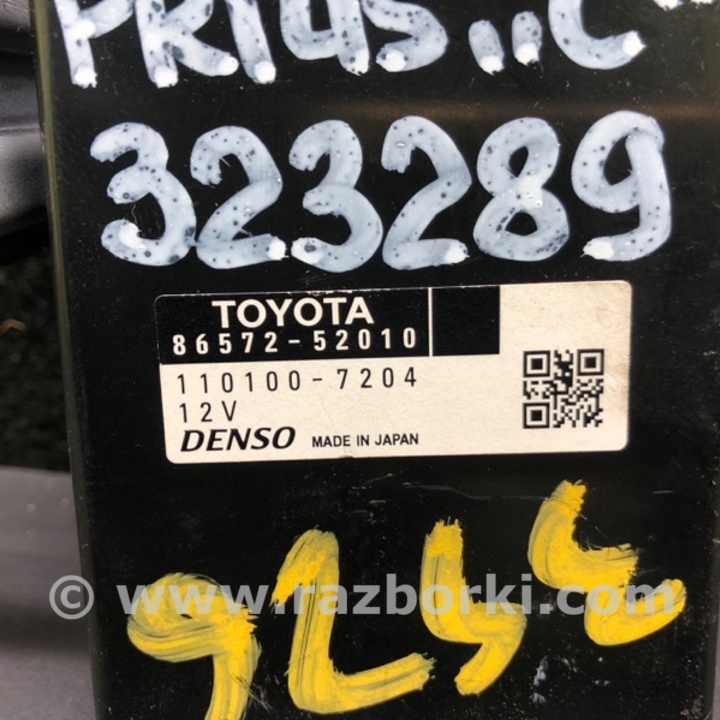 PRIUS „C"
323289
TOYOTA
86572-52010
110100-7204
12V
DENSO MADE IN JAPAN
© www.razborki.com